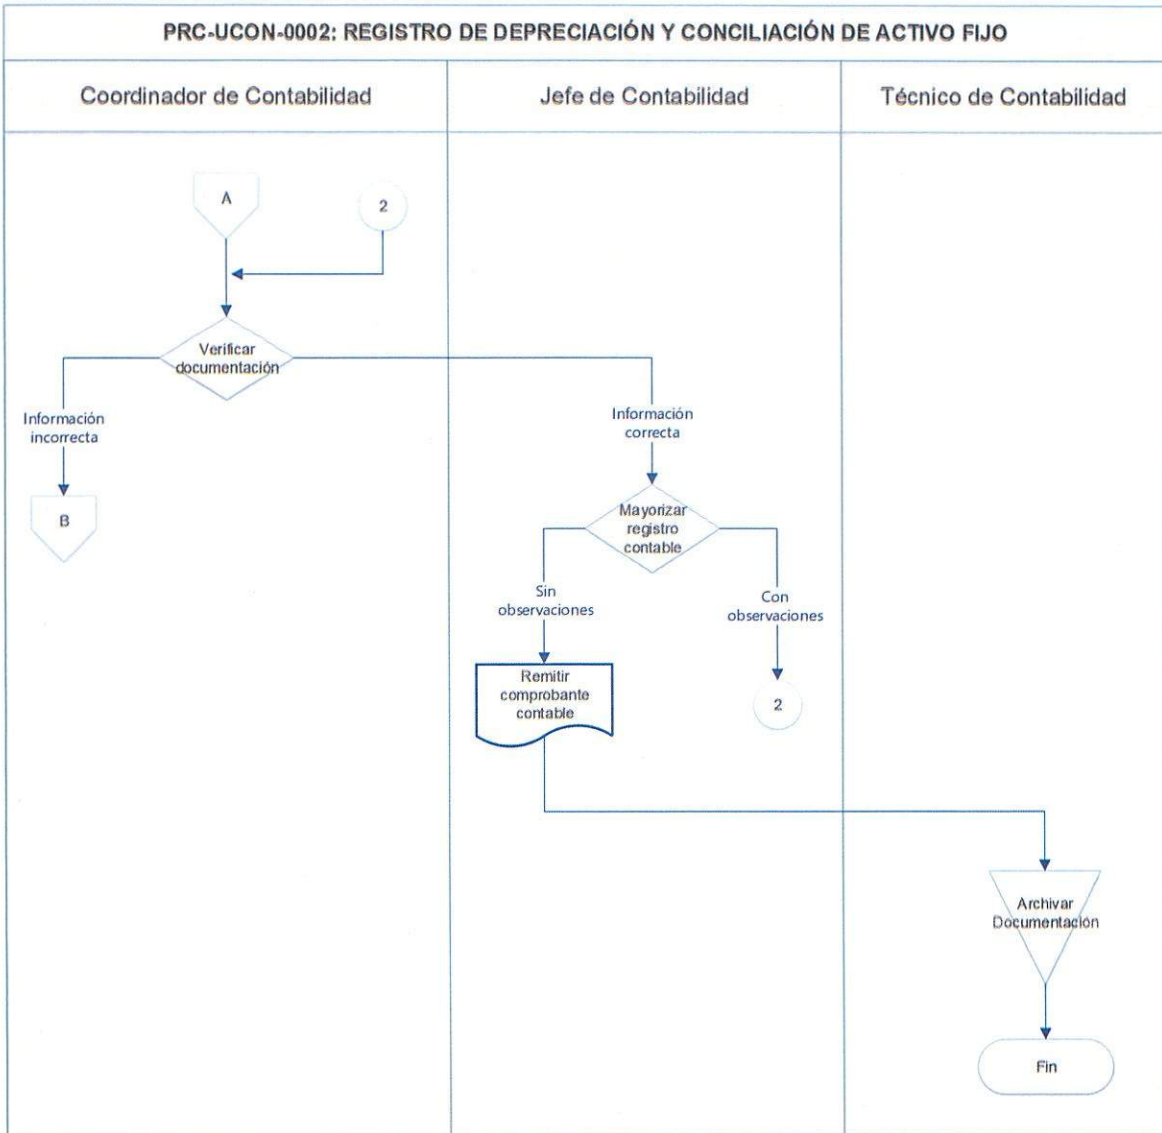 PRC-UCON-0002: REGISTRO DE DEPRECIACIÓN Y CONCILIACIÓN DE ACTIVO FIJO
Coordinador de Contabilidad
Jefe de Contabilidad
Técnico de Contabilidad
A
2
Verificar
documentación
Información
incorrecta
Información
correcta
B
Mayorizar
registro
contable
Sin
observaciones
Con
observaciones
Remitir
comprobante
contable
2
Archivar
Documentación
Fin